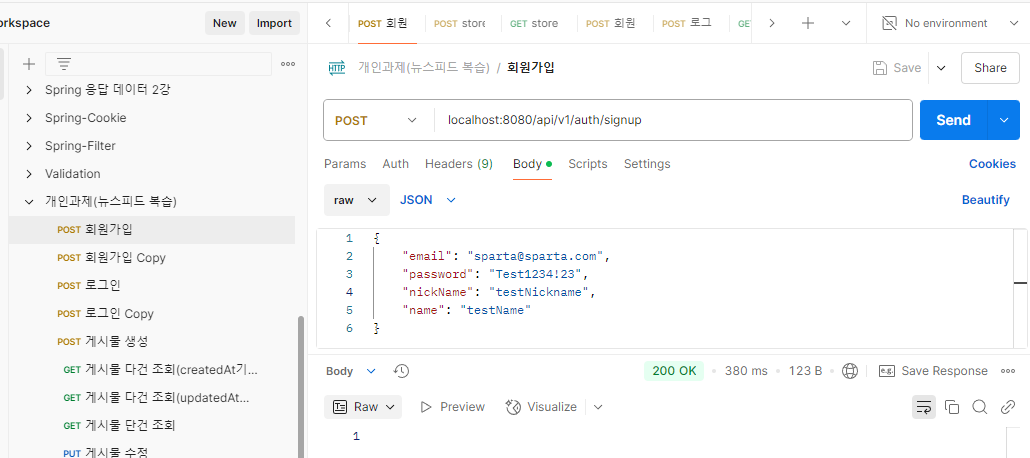 orkspace
New
Import
POST 회원
POST store
GET store
POST 회원
POST 로그
GE
No environment
개인과제(뉴스피드 복습) / 회원가입
Save
Share
Spring 응답 데이터 2강
Spring-Cookie
Spring-Filter
Validation
개인과제(뉴스피드 복습)
POST 회원가입
POST 회원가입 Copy
POST 로그인
POST 로그인 Copy
POST 게시물 생성
GET 게시물 다건 조회(createdAt기...
GET 게시물 다건 조회(updatedAt...
GET 게시물 단건 조회
PUT 게시물 수정
HTTP
POST
localhost:8080/api/v1/auth/signup
Send
Params
Auth
Headers (9)
Body
Scripts
Settings
Cookies
raw
JSON
Beautify
1 {
2 "email": "sparta@sparta.com",
3 "password": "Test1234!23",
4 "nickName": "testNickname",
5 "name": "testName"
6 }
Body
200 OK
380 ms
123 B
e.g.
Save Response
Raw
Preview
Visualize
1